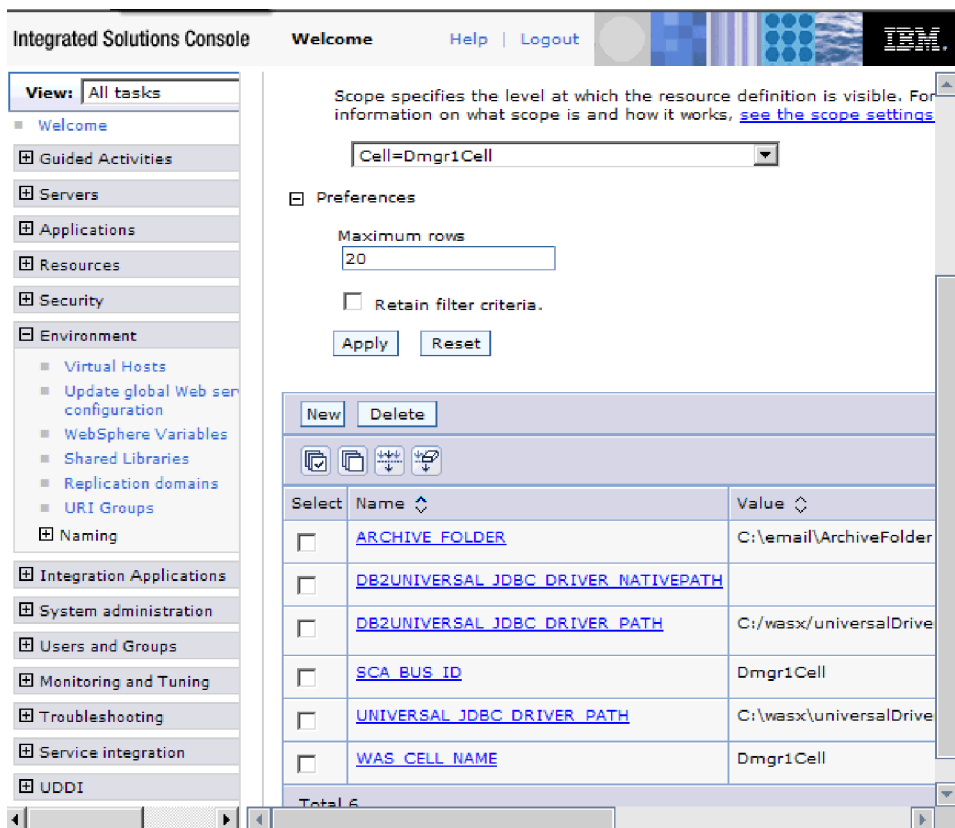 Integrated Solutions Console Welcome Help | Logout IBM.
View: All tasks
Welcome
Guided Activities
Servers
Applications
Resources
Security
Environment
Virtual Hosts
Update global Web ser
configuration
WebSphere Variables
Shared Libraries
Replication domains
URI Groups
Naming
Integration Applications
System administration
Users and Groups
Monitoring and Tuning
Troubleshooting
Service integration
UDDI
Scope specifies the level at which the resource definition is visible. For
information on what scope is and how it works, see the scope settings
Cell=Dmgr1Cell
Preferences
Maximum rows
20
Retain filter criteria.
Apply Reset
New Delete
Select Name Value
ARCHIVE_FOLDER C:\email\ArchiveFolder
DB2UNIVERSAL_JDBC_DRIVER_NATIVEPATH
DB2UNIVERSAL_JDBC_DRIVER_PATH C:/wasx/universalDrive
SCA_BUS_ID Dmgr1Cell
UNIVERSAL_JDBC_DRIVER_PATH C:\wasx\universalDrive
WAS_CELL_NAME Dmgr1Cell
Total 6